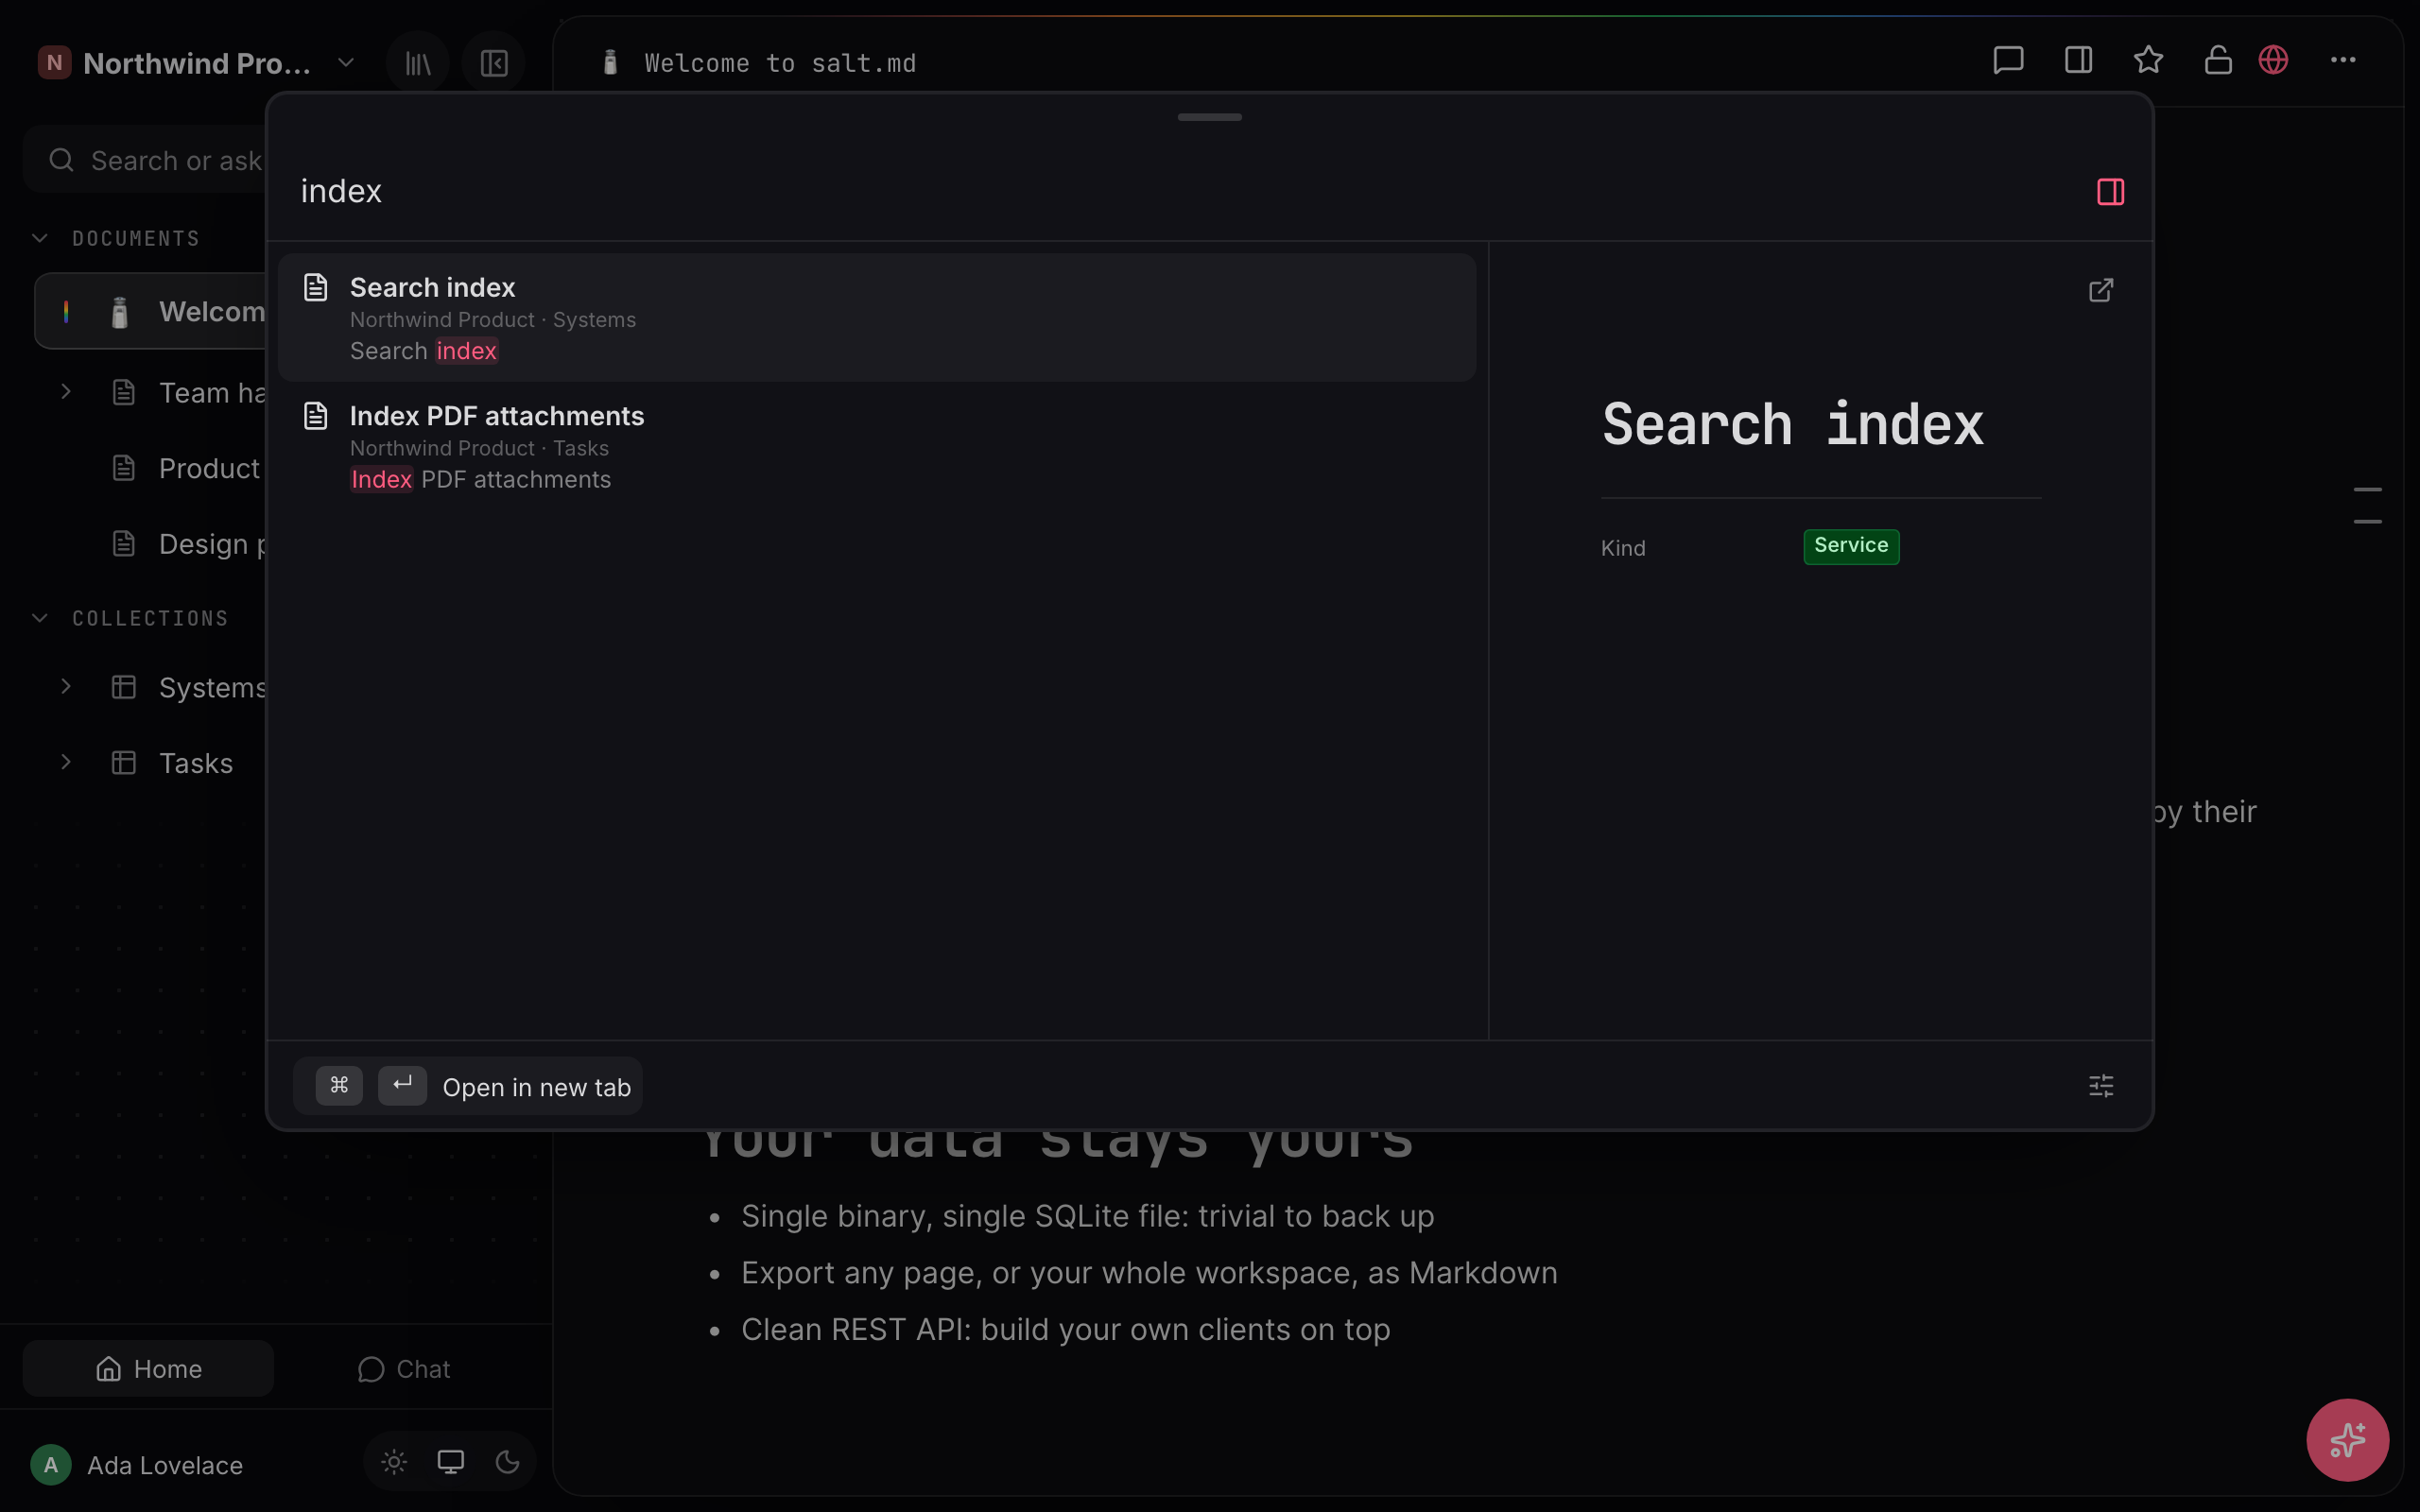 N Northwind Pro...
Welcome to salt.md
Search or ask
DOCUMENTS
Welcom
Team ha
Product
Design p
COLLECTIONS
Systems
Tasks
index
Search index
Northwind Product · Systems
Search index
Index PDF attachments
Northwind Product · Tasks
Index PDF attachments
Search index
Kind Service
⌘ ↵ Open in new tab
by their
Your data stays yours
• Single binary, single SQLite file: trivial to back up
• Export any page, or your whole workspace, as Markdown
• Clean REST API: build your own clients on top
Home Chat
A Ada Lovelace